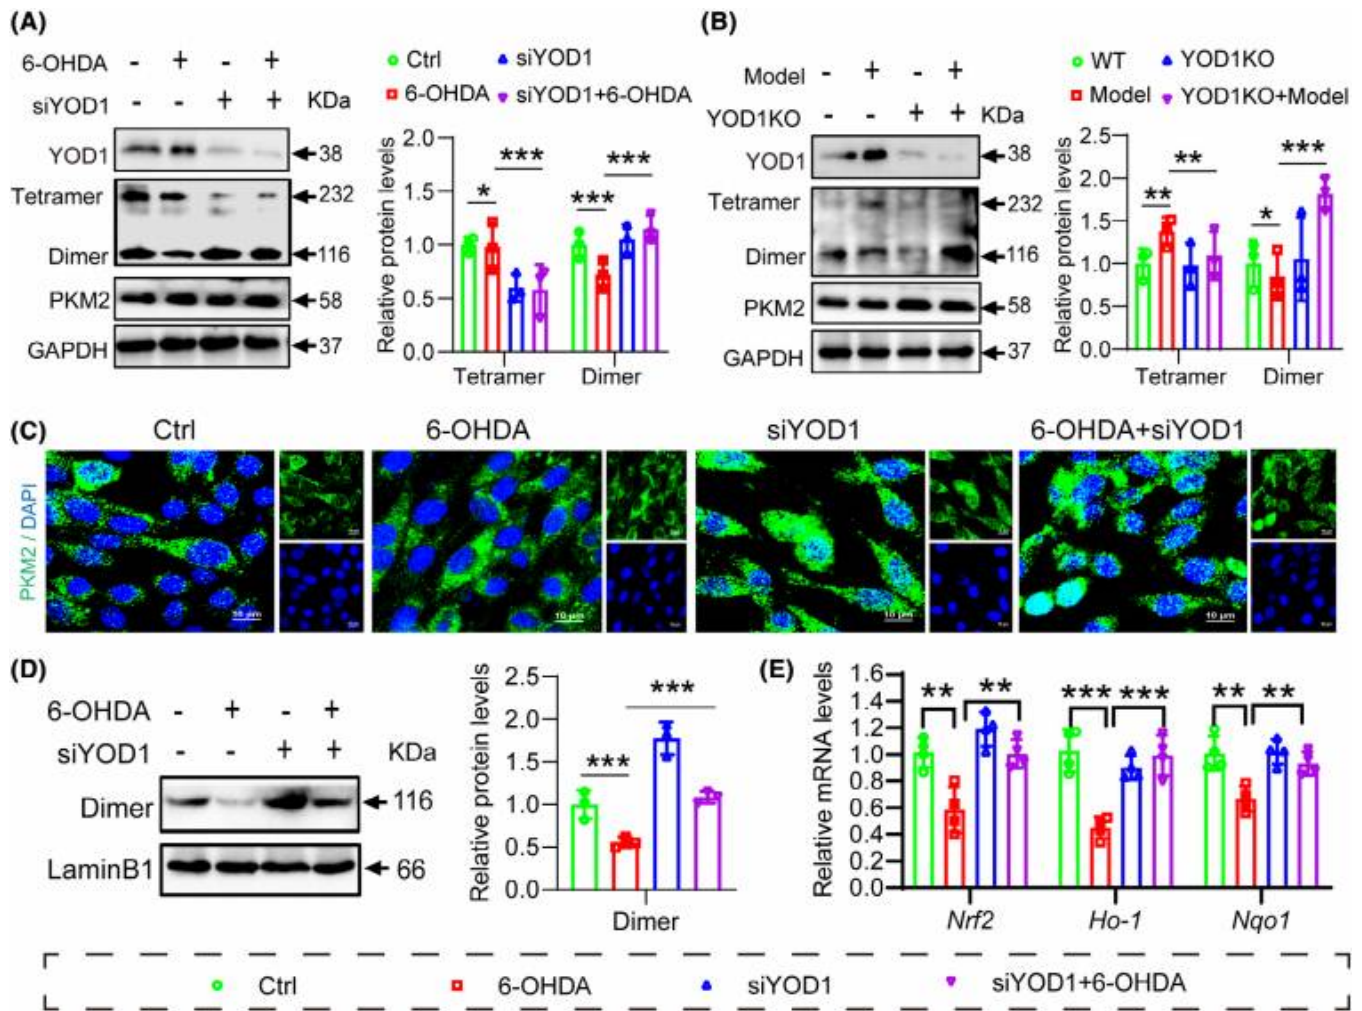 (A)
6-OHDA - + - +
siYOD1 - - + + KDa
YOD1 38
Tetramer 232
Dimer 116
PKM2 58
GAPDH 37
Ctrl siYOD1
6-OHDA siYOD1+6-OHDA
Relative protein levels
2.0
1.5
1.0
0.5
0.0
* *** *** ***
Tetramer Dimer
(B)
Model - + - +
YOD1KO - - + + KDa
YOD1 38
Tetramer 232
Dimer 116
PKM2 58
GAPDH 37
WT YOD1KO
Model YOD1KO+Model
Relative protein levels
2.5
2.0
1.5
1.0
0.5
0.0
** ** * ***
Tetramer Dimer
(C)
Ctrl 6-OHDA siYOD1 6-OHDA+siYOD1
PKM2 / DAPI
10 μm 10 μm 10 μm 10 μm
(D)
6-OHDA - + - +
siYOD1 - - + + KDa
Dimer 116
LaminB1 66
Relative protein levels
2.5
2.0
1.5
1.0
0.5
0.0
*** ***
Dimer
(E)
Relative mRNA levels
1.6
1.4
1.2
1.0
0.8
0.6
0.4
0.2
0.0
** ** *** *** ** **
Nrf2 Ho-1 Nqo1
Ctrl 6-OHDA siYOD1 siYOD1+6-OHDA